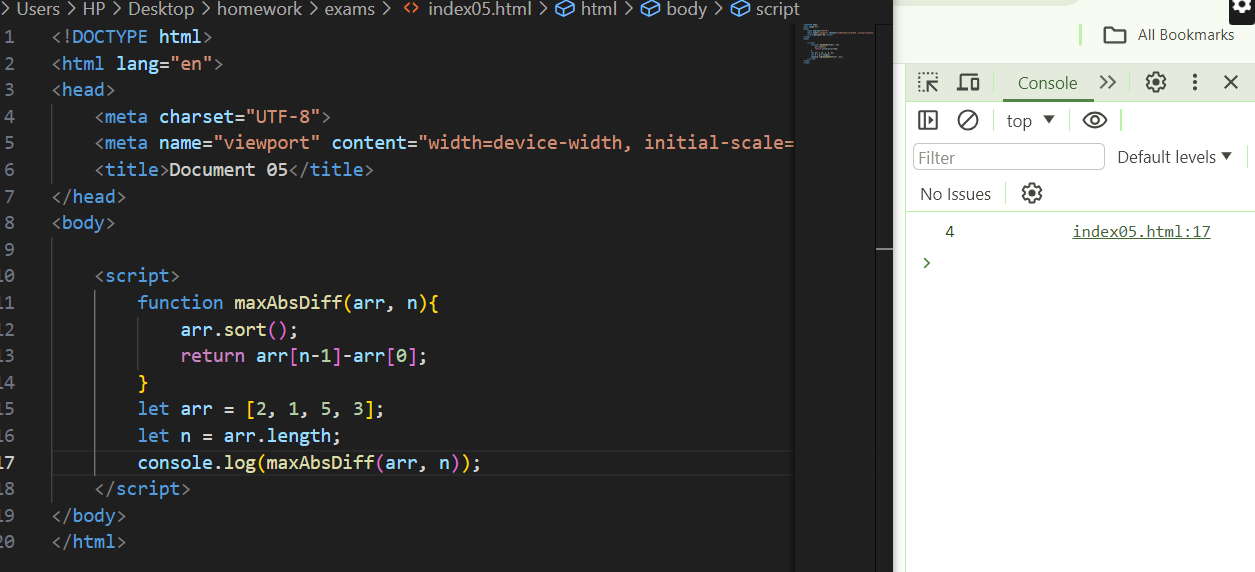 > Users > HP > Desktop > homework > exams > <> index05.html > html > body > script
1 <!DOCTYPE html>
2 <html lang="en">
3 <head>
4     <meta charset="UTF-8">
5     <meta name="viewport" content="width=device-width, initial-scale=
6     <title>Document 05</title>
7 </head>
8 <body>
9
10     <script>
11         function maxAbsDiff(arr, n){
12             arr.sort();
13             return arr[n-1]-arr[0];
14         }
15         let arr = [2, 1, 5, 3];
16         let n = arr.length;
17         console.log(maxAbsDiff(arr, n));
18     </script>
19 </body>
20 </html>
All Bookmarks
Console
top
Filter
Default levels
No Issues
4 index05.html:17
>